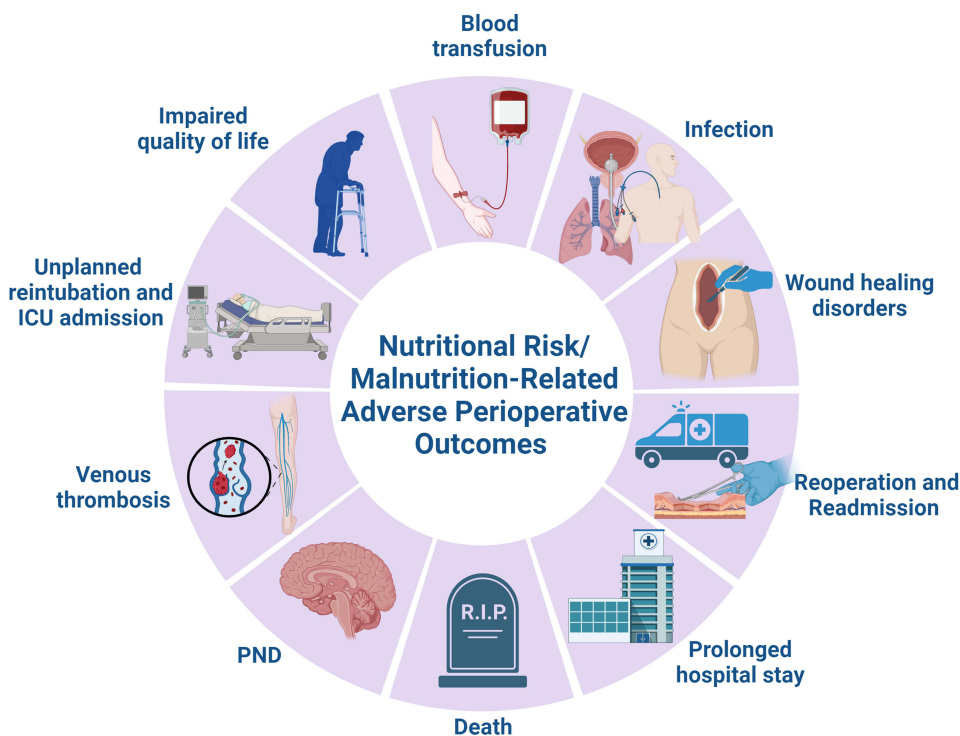 Blood
transfusion
Infection
Wound healing
disorders
Reoperation and
Readmission
Prolonged
hospital stay
Death
R.I.P.
PND
Venous
thrombosis
Unplanned
reintubation and
ICU admission
Impaired
quality of life
Nutritional Risk/
Malnutrition-Related
Adverse Perioperative
Outcomes